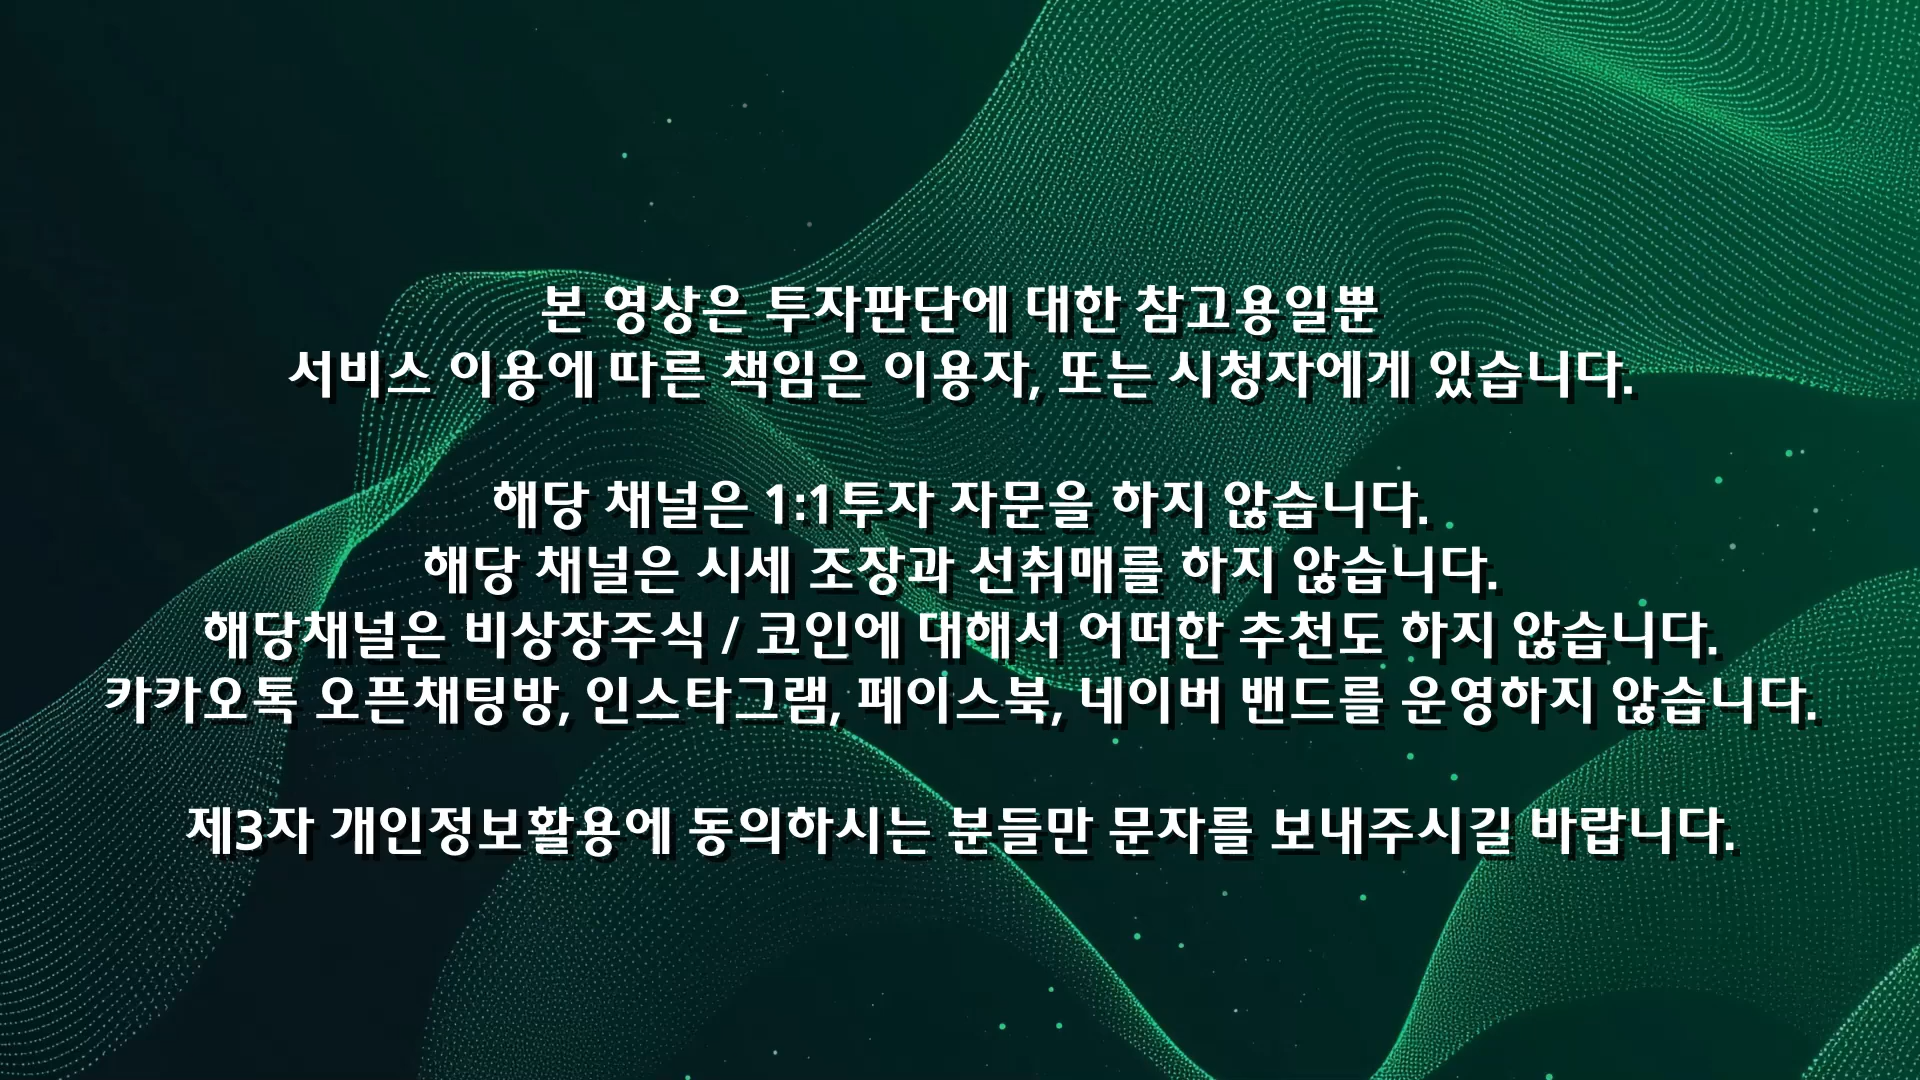 본 영상은 투자판단에 대한 참고용일뿐
서비스 이용에 따른 책임은 이용자, 또는 시청자에게 있습니다.
해당 채널은 1:1투자 자문을 하지 않습니다.
해당 채널은 시세 조장과 선취매를 하지 않습니다.
해당채널은 비상장주식 / 코인에 대해서 어떠한 추천도 하지 않습니다.
카카오톡 오픈채팅방, 인스타그램, 페이스북, 네이버 밴드를 운영하지 않습니다.
제3자 개인정보활용에 동의하시는 분들만 문자를 보내주시길 바랍니다.